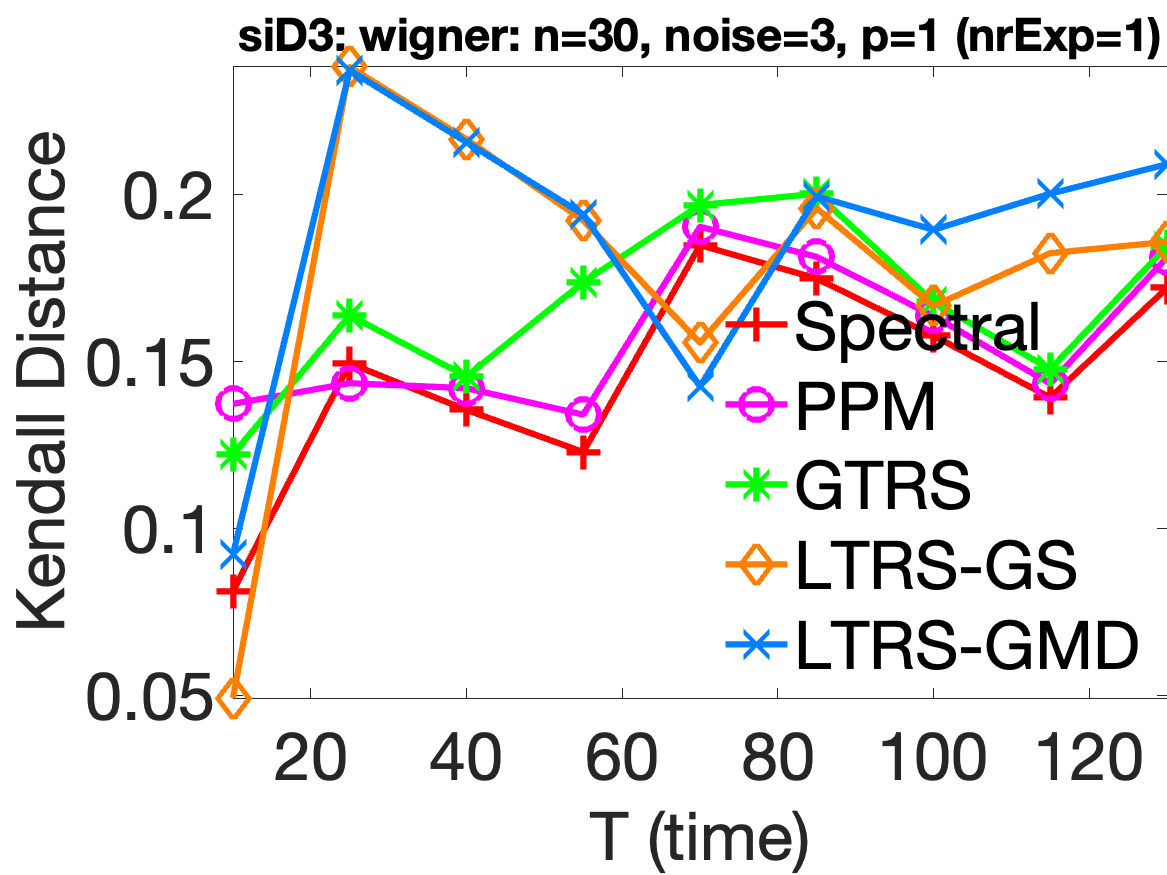 siD3: wigner: n=30, noise=3, p=1 (nrExp=1)
Kendall Distance
0.2
0.15
0.1
0.05
Spectral
PPM
GTRS
LTRS-GS
LTRS-GMD
20 40 60 80 100 120
T (time)